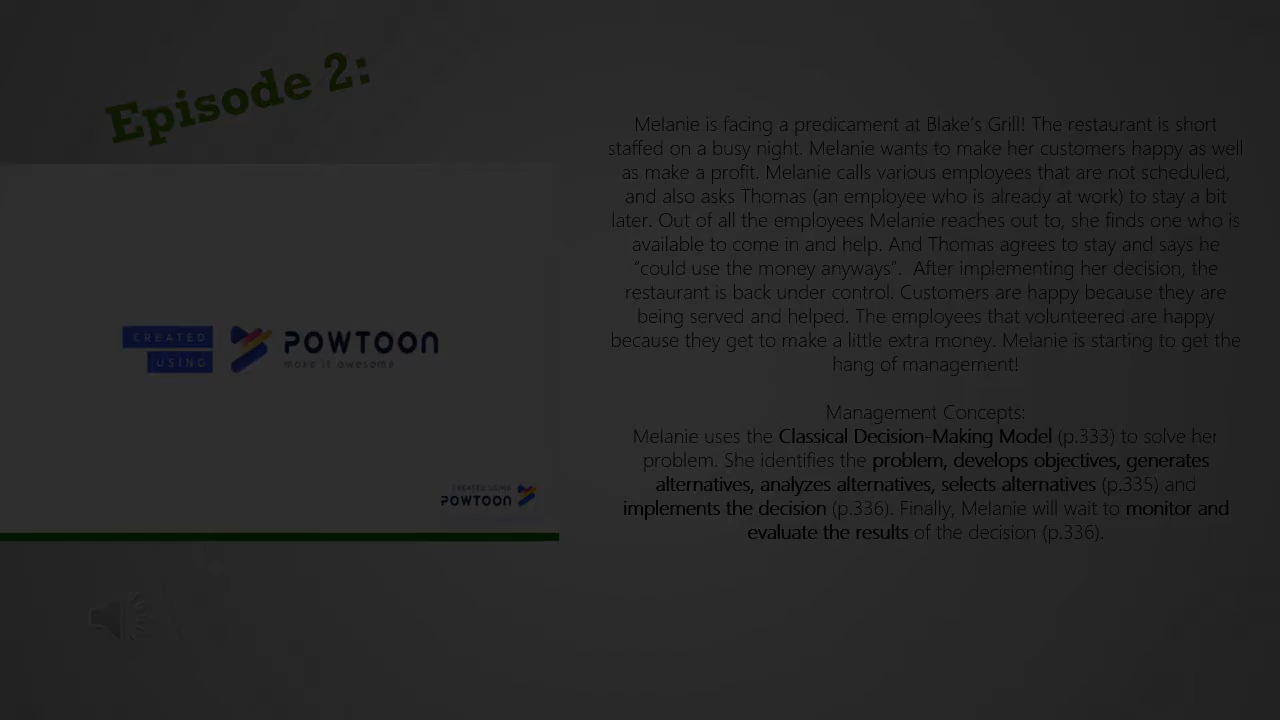 Episode 2:
Melanie is facing a predicament at Blake's Grill! The restaurant is short
staffed on a busy night. Melanie wants to make her customers happy as well
as make a profit. Melanie calls various employees that are not scheduled,
and also asks Thomas (an employee who is already at work) to stay a bit
later. Out of all the employees Melanie reaches out to, she finds one who is
available to come in and help. And Thomas agrees to stay and says he
“could use the money anyways”.  After implementing her decision, the
restaurant is back under control. Customers are happy because they are
being served and helped. The employees that volunteered are happy
because they get to make a little extra money. Melanie is starting to get the
hang of management!
Management Concepts:
Melanie uses the Classical Decision-Making Model (p.333) to solve her
problem. She identifies the problem, develops objectives, generates
alternatives, analyzes alternatives, selects alternatives (p.335) and
implements the decision (p.336). Finally, Melanie will wait to monitor and
evaluate the results of the decision (p.336).
CREATED
USING
POWTOON
make it awesome
CREATED USING
POWTOON